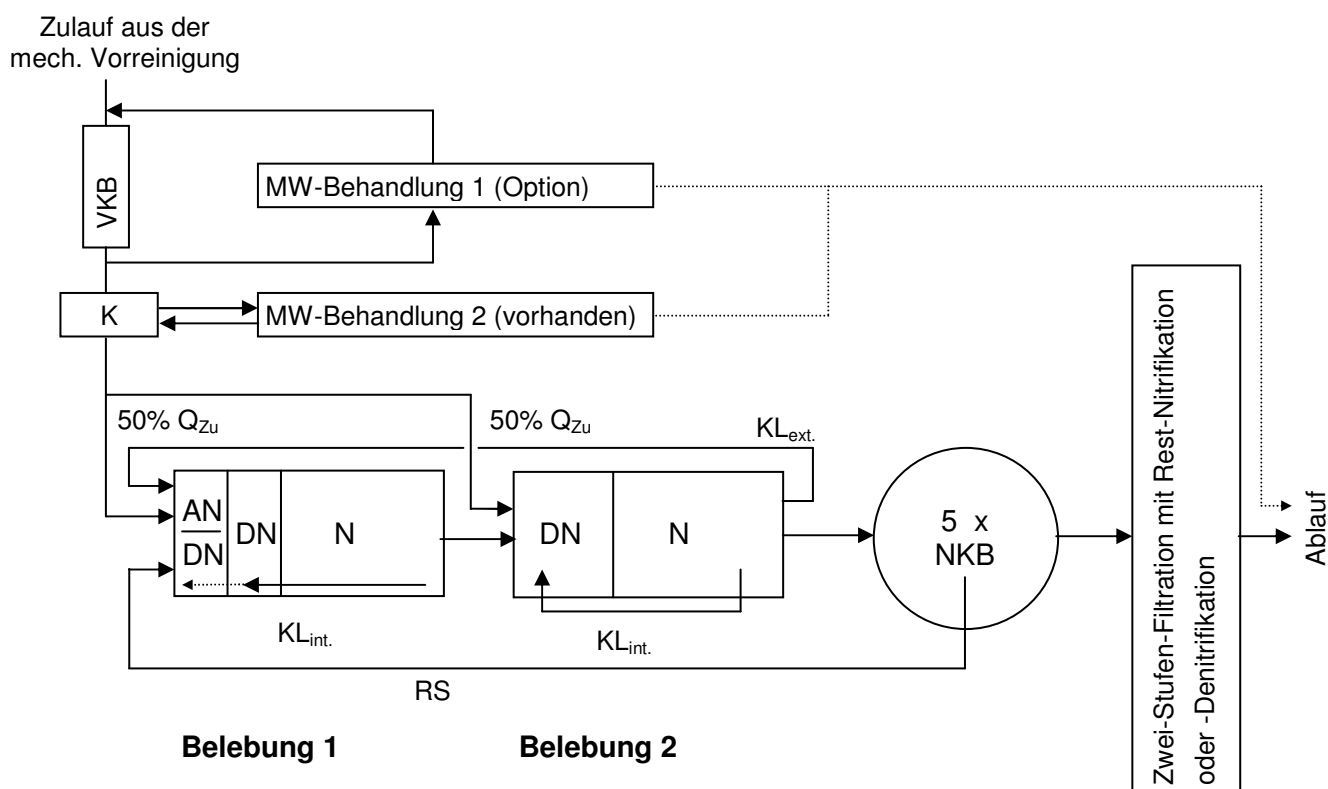 Zulauf aus der
mech. Vorreinigung
VKB
MW-Behandlung 1 (Option)
K
MW-Behandlung 2 (vorhanden)
50% QZu
50% QZu
KLext.
AN
DN
DN
N
DN
N
5 x
NKB
KLint.
KLint.
RS
Belebung 1
Belebung 2
Zwei-Stufen-Filtration mit Rest-Nitrifikation
oder -Denitrifikation
Ablauf